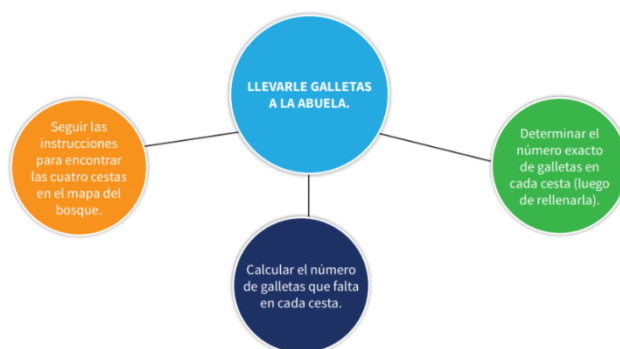 LLEVARLE GALLETAS
A LA ABUELA.
Seguir las
instrucciones
para encontrar
las cuatro cestas
en el mapa del
bosque.
Determinar el
número exacto
de galletas en
cada cesta (luego
de rellenarla).
Calcular el número
de galletas que falta
en cada cesta.